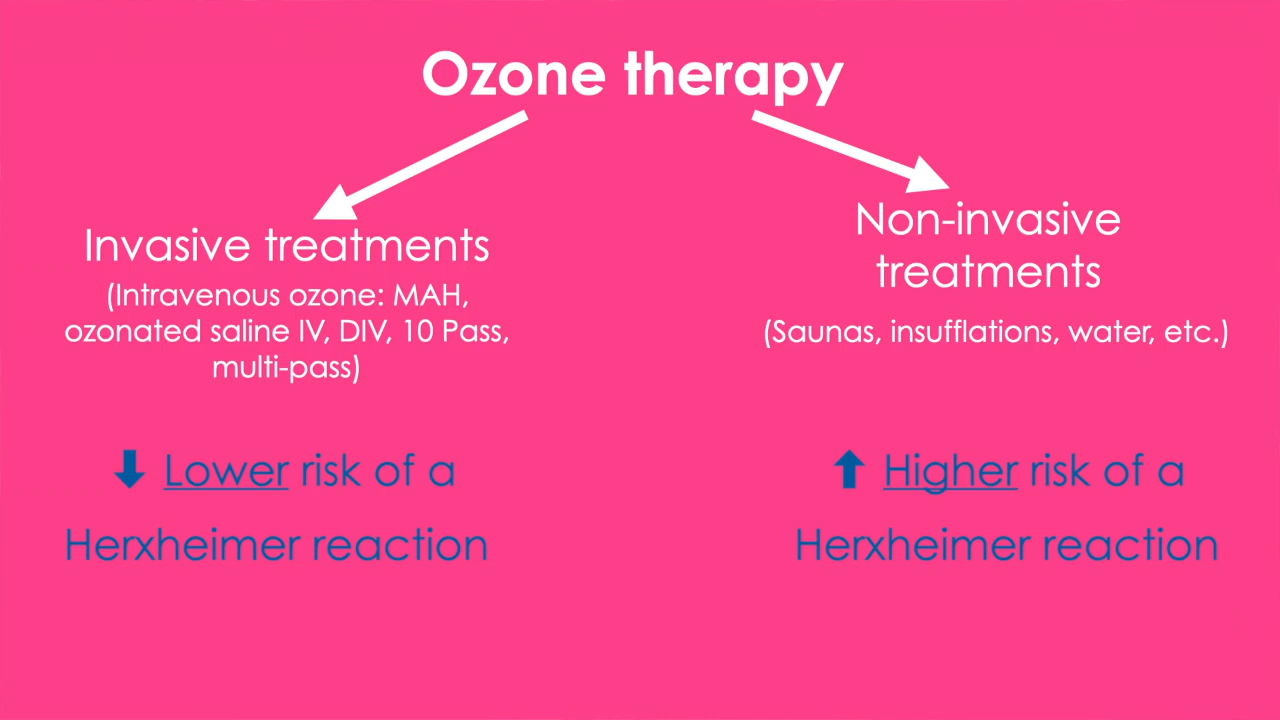 Ozone therapy
Invasive treatments
(Intravenous ozone: MAH,
ozonated saline IV, DIV, 10 Pass,
multi-pass)
Lower risk of a
Herxheimer reaction
Non-invasive
treatments
(Saunas, insufflations, water, etc.)
Higher risk of a
Herxheimer reaction